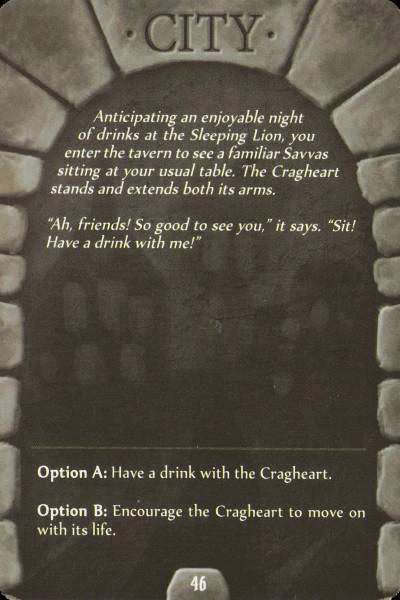 · CITY ·
Anticipating an enjoyable night
of drinks at the Sleeping Lion, you
enter the tavern to see a familiar Savvas
sitting at your usual table. The Cragheart
stands and extends both its arms.
“Ah, friends! So good to see you,” it says. “Sit!
Have a drink with me!”
Option A: Have a drink with the Cragheart.
Option B: Encourage the Cragheart to move on
with its life.
46